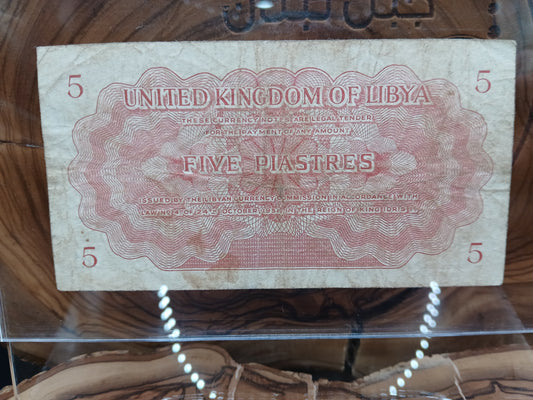 5 5
UNITED KINGDOM OF LIBYA
THESE CURRENCY NOTES ARE LEGAL TENDER
FOR THE PAYMENT OF ANY AMOUNT
FIVE PIASTRES
ISSUED BY THE LIBYAN CURRENCY COMMISSION IN ACCORDANCE WITH
LAW NO. 4 OF 24TH OCTOBER, 1951, IN THE REIGN OF KING IDRIS I
5 5